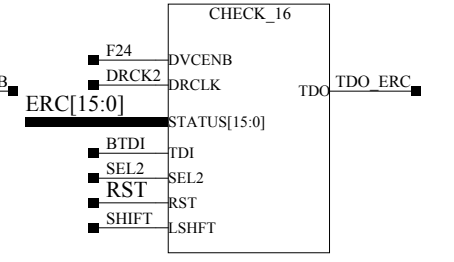 CHECK_16
F24
DVCENB
DRCK2
DRCLK
B
TDO
TDO_ERC
ERC[15:0]
STATUS[15:0]
BTDI
TDI
SEL2
SEL2
RST
RST
SHIFT
LSHFT